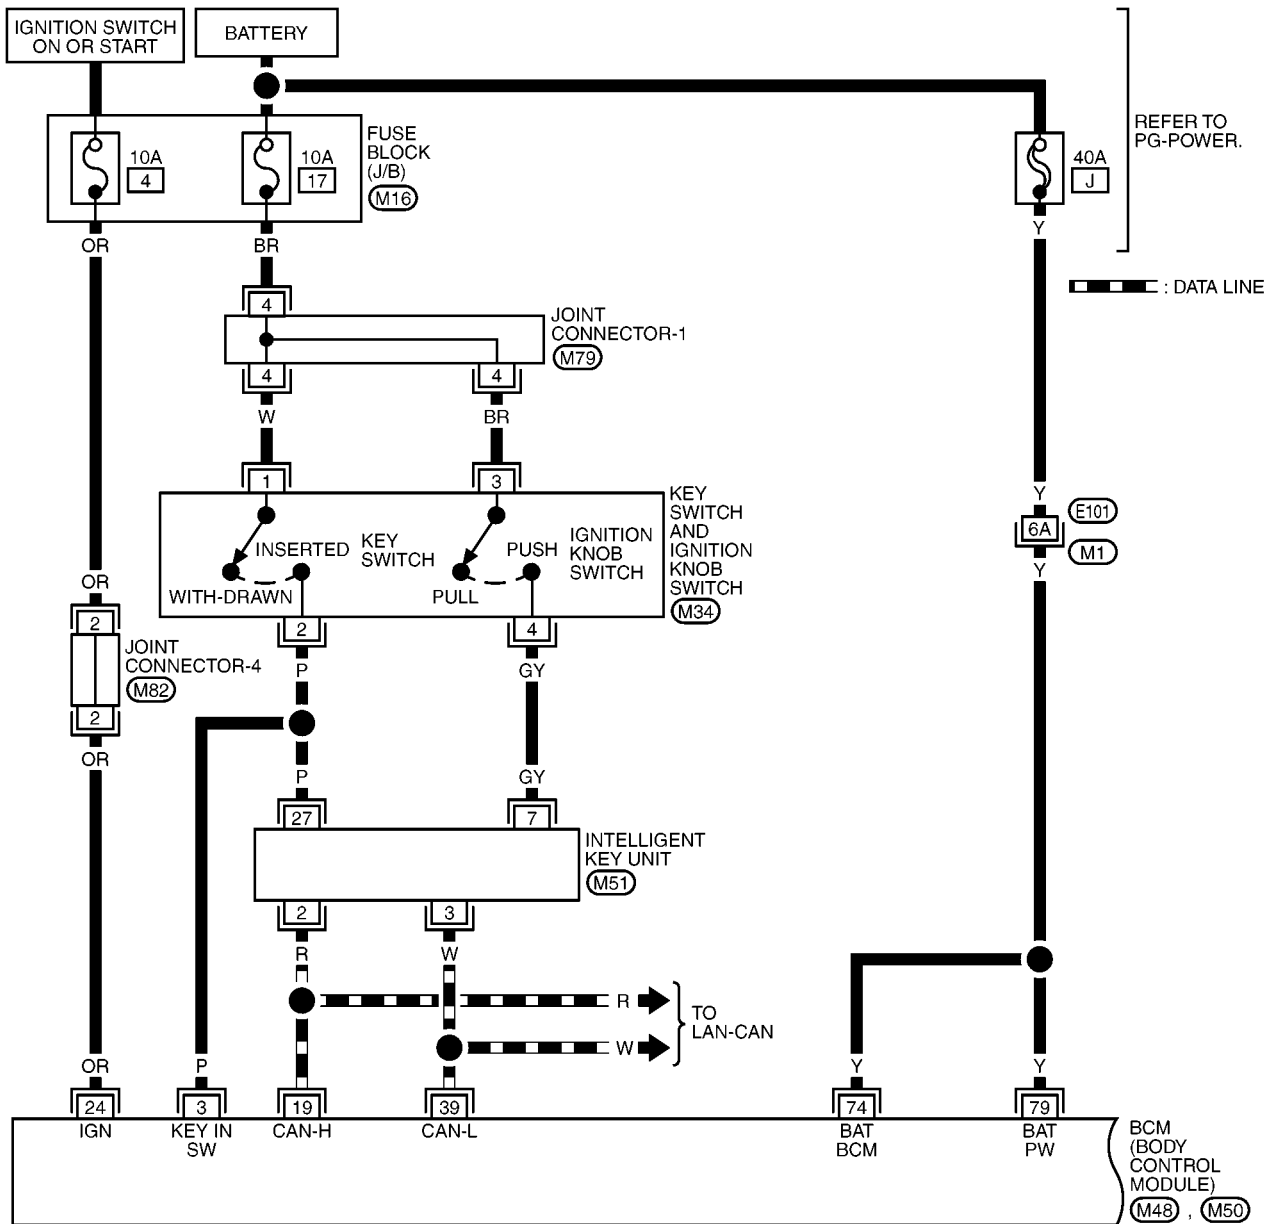 IGNITION SWITCH
ON OR START
BATTERY
10A
4
10A
17
FUSE
BLOCK
(J/B)
M16
40A
J
REFER TO
PG-POWER.
OR
BR
Y
: DATA LINE
4
JOINT
CONNECTOR-1
M79
4
4
W
BR
1
3
KEY
SWITCH
AND
IGNITION
KNOB
SWITCH
M34
INSERTED
KEY
SWITCH
WITH-DRAWN
PUSH
IGNITION
KNOB
SWITCH
PULL
Y
6A
E101
M1
Y
OR
2
JOINT
CONNECTOR-4
M82
2
OR
2
4
P
GY
P
GY
27
7
INTELLIGENT
KEY UNIT
M51
2
3
R
W
R
W
TO
LAN-CAN
OR
P
Y
Y
24
3
19
39
74
79
IGN
KEY IN
SW
CAN-H
CAN-L
BAT
BCM
BAT
PW
BCM
(BODY
CONTROL
MODULE)
M48 , M50